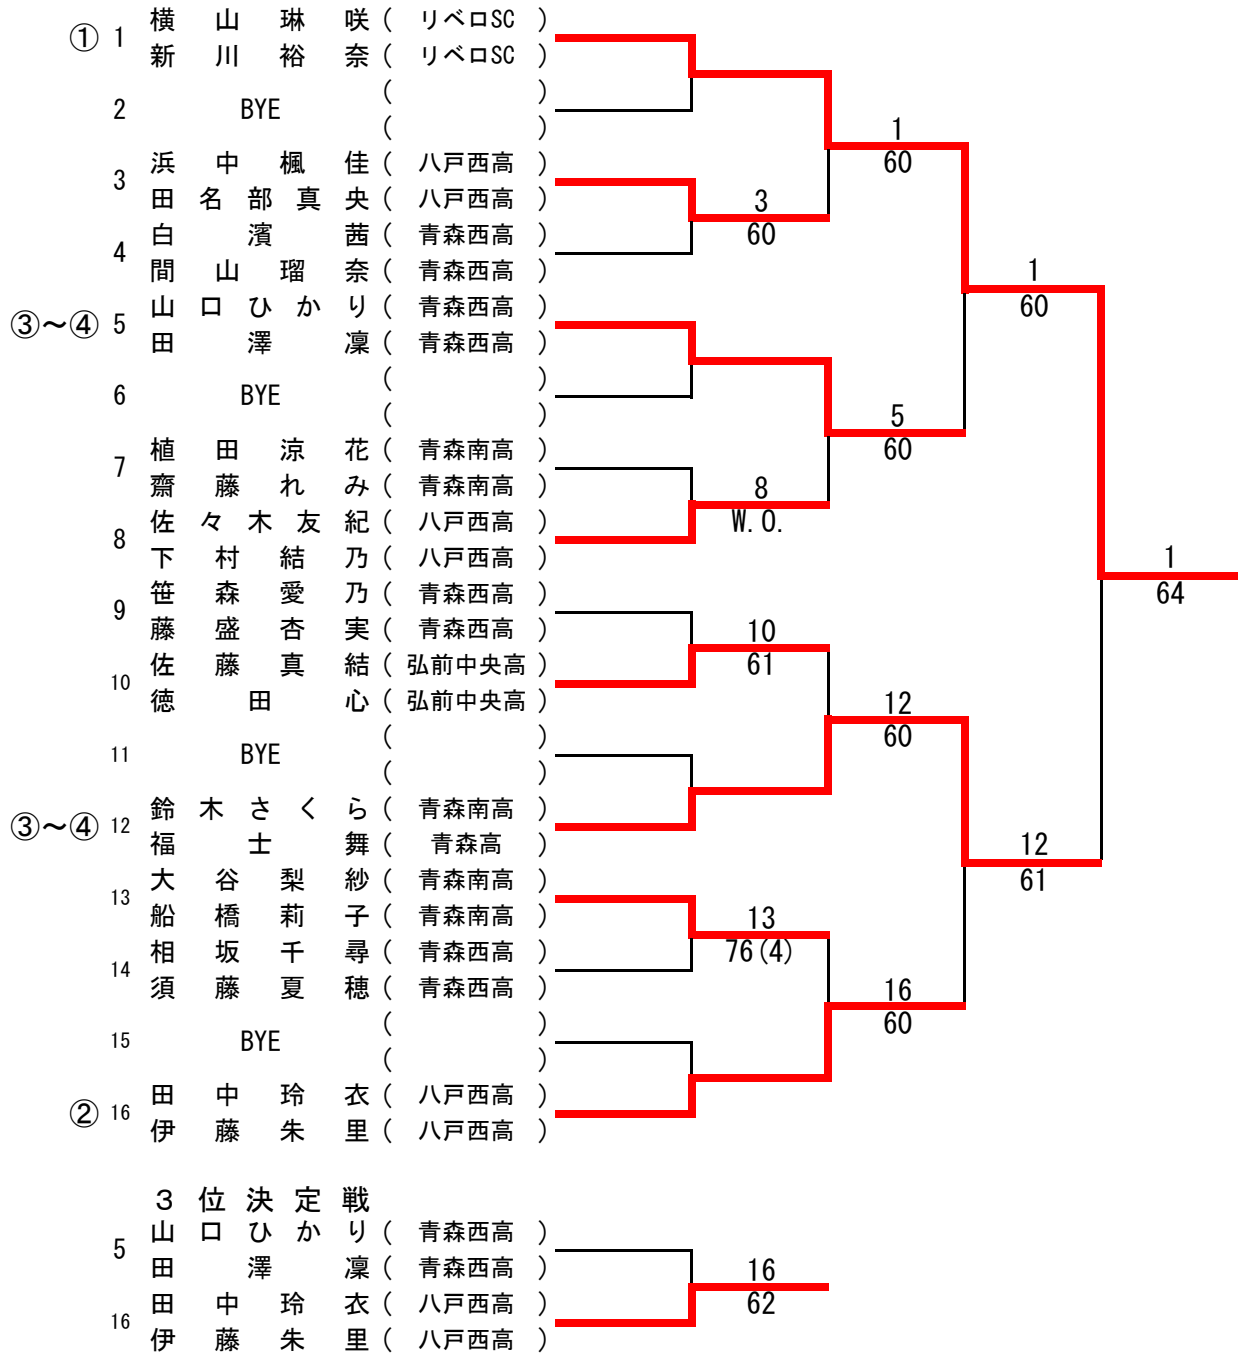 ① 1 横山琳咲 ( リベロSC )
新川裕奈 ( リベロSC )
2 BYE ( )
( )
3 浜中楓佳 ( 八戸西高 )
田名部真央 ( 八戸西高 )
4 白濱茜 ( 青森西高 )
間山瑠奈 ( 青森西高 )
③～④ 5 山口ひかり ( 青森西高 )
田澤凜 ( 青森西高 )
6 BYE ( )
( )
7 植田涼花 ( 青森南高 )
齋藤れみ ( 青森南高 )
8 佐々木友紀 ( 八戸西高 )
下村結乃 ( 八戸西高 )
9 笹森愛乃 ( 青森西高 )
藤盛杏実 ( 青森西高 )
10 佐藤真結 ( 弘前中央高 )
徳田心 ( 弘前中央高 )
11 BYE ( )
( )
③～④ 12 鈴木さくら ( 青森南高 )
福士舞 ( 青森高 )
13 大谷梨紗 ( 青森南高 )
船橋莉子 ( 青森南高 )
14 相坂千尋 ( 青森西高 )
須藤夏穂 ( 青森西高 )
15 BYE ( )
( )
② 16 田中玲衣 ( 八戸西高 )
伊藤朱里 ( 八戸西高 )
3
60
8
W.O.
10
61
13
76(4)
1
60
5
60
12
60
16
60
1
60
12
61
1
64
３位決定戦
5 山口ひかり ( 青森西高 )
田澤凜 ( 青森西高 )
16 田中玲衣 ( 八戸西高 )
伊藤朱里 ( 八戸西高 )
16
62